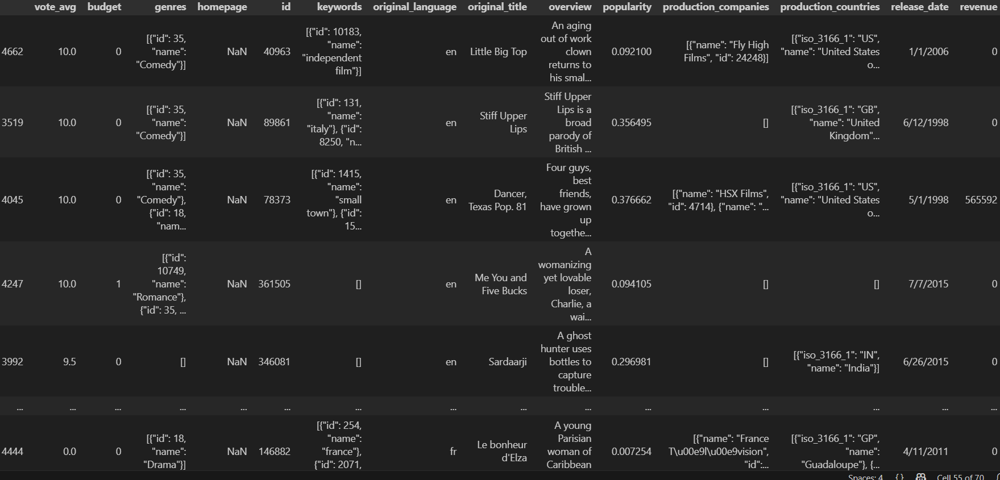 vote_avg budget genres homepage id keywords original_language original_title overview popularity production_companies production_countries release_date revenue
4662 10.0 0 [{"id": 35, "name": "Comedy"}] NaN 40963 [{"id": 10183, "name": "independent film"}] en Little Big Top An aging out of work clown returns to his smal... 0.092100 [{"name": "Fly High Films", "id": 24248}] [{"iso_3166_1": "US", "name": "United States o... 1/1/2006 0
3519 10.0 0 [{"id": 35, "name": "Comedy"}] NaN 89861 [{"id": 131, "name": "italy"}, {"id": 8250, "n... en Stiff Upper Lips Stiff Upper Lips is a broad parody of British ... 0.356495 [] [{"iso_3166_1": "GB", "name": "United Kingdom"... 6/12/1998 0
4045 10.0 0 [{"id": 35, "name": "Comedy"}, {"id": 18, "nam... NaN 78373 [{"id": 1415, "name": "small town"}, {"id": 15... en Dancer, Texas Pop. 81 Four guys, best friends, have grown up togethe... 0.376662 [{"name": "HSX Films", "id": 4714}, {"name": "... [{"iso_3166_1": "US", "name": "United States o... 5/1/1998 565592
4247 10.0 1 [{"id": 10749, "name": "Romance"}, {"id": 35, ... NaN 361505 [] en Me You and Five Bucks A womanizing yet lovable loser, Charlie, a wai... 0.094105 [] [] 7/7/2015 0
3992 9.5 0 [] NaN 346081 [] en Sardaarji A ghost hunter uses bottles to capture trouble... 0.296981 [] [{"iso_3166_1": "IN", "name": "India"}] 6/26/2015 0
... ... ... ... ... ... ... ... ... ... ... ... ... ... ...
4444 0.0 0 [{"id": 18, "name": "Drama"}] NaN 146882 [{"id": 254, "name": "france"}, {"id": 2071, fr Le bonheur d'Elza A young Parisian woman of Caribbean 0.007254 [{"name": "France T\u00e9l\u00e9vision", "id":... [{"iso_3166_1": "GP", "name": "Guadaloupe"}, {... 4/11/2011 0
Spaces: 4 {} Cell 55 of 70